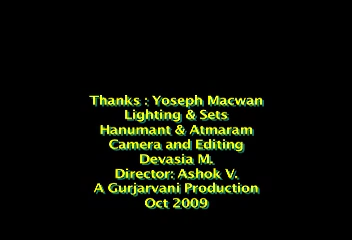 Thanks : Yoseph Macwan
Lighting & Sets
Hanumant & Atmaram
Camera and Editing
Devasia M.
Director: Ashok V.
A Gurjarvani Production
Oct 2009